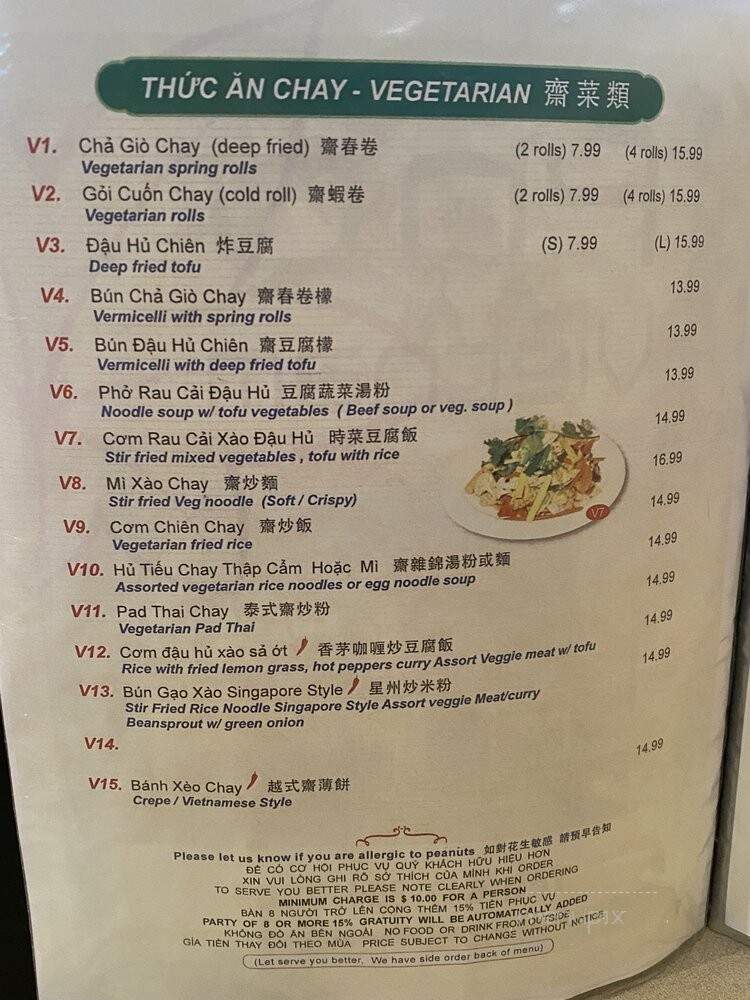 THỨC ĂN CHAY - VEGETARIAN 齋菜類
V1. Chả Giò Chay (deep fried) 齋春卷 (2 rolls) 7.99 (4 rolls) 15.99
Vegetarian spring rolls
V2. Gỏi Cuốn Chay (cold roll) 齋蝦卷 (2 rolls) 7.99 (4 rolls) 15.99
Vegetarian rolls
V3. Đậu Hủ Chiên 炸豆腐 (S) 7.99 (L) 15.99
Deep fried tofu
V4. Bún Chả Giò Chay 齋春卷檬 13.99
Vermicelli with spring rolls
V5. Bún Đậu Hủ Chiên 齋豆腐檬 13.99
Vermicelli with deep fried tofu
V6. Phở Rau Cải Đậu Hủ 豆腐蔬菜湯粉 13.99
Noodle soup w/ tofu vegetables ( Beef soup or veg. soup )
V7. Cơm Rau Cải Xào Đậu Hủ 時菜豆腐飯 14.99
Stir fried mixed vegetables , tofu with rice
V8. Mì Xào Chay 齋炒麵 16.99
Stir fried Veg noodle (Soft / Crispy)
V7
V9. Cơm Chiên Chay 齋炒飯 14.99
Vegetarian fried rice
V10. Hủ Tiếu Chay Thập Cẩm Hoặc Mì 齋雜錦湯粉或麵 14.99
Assorted vegetarian rice noodles or egg noodle soup
V11. Pad Thai Chay 泰式齋炒粉 14.99
Vegetarian Pad Thai
V12. Cơm đậu hủ xào sả ớt 香茅咖喱炒豆腐飯 14.99
Rice with fried lemon grass, hot peppers curry Assort Veggie meat w/ tofu
V13. Bún Gạo Xào Singapore Style 星州炒米粉 14.99
Stir Fried Rice Noodle Singapore Style Assort veggie Meat/curry
Beansprout w/ green onion
V14.
V15. Bánh Xèo Chay 越式齋薄餅 14.99
Crepe / Vietnamese Style
Please let us know if you are allergic to peanuts 如對花生敏感 請預早告知
ĐỂ CÓ CƠ HỘI PHỤC VỤ QUÝ KHÁCH HỮU HIỆU HƠN
XIN VUI LÒNG GHI RÕ SỞ THÍCH CỦA MÌNH KHI ORDER
TO SERVE YOU BETTER PLEASE NOTE CLEARLY WHEN ORDERING
MINIMUM CHARGE IS $ 10.00 FOR A PERSON
BÀN 8 NGƯỜI TRỞ LÊN CỘNG THÊM 15% TIỀN PHỤC VỤ
PARTY OF 8 OR MORE 15% GRATUITY WILL BE AUTOMATICALLY ADDED
KHÔNG ĐỒ ĂN BÊN NGOÀI NO FOOD OR DRINK FROM OUTSIDE
GÍA TIỀN THAY ĐỔI THEO MÙA PRICE SUBJECT TO CHANGE WITHOUT NOTICE
(Let serve you better. We have side order back of menu)